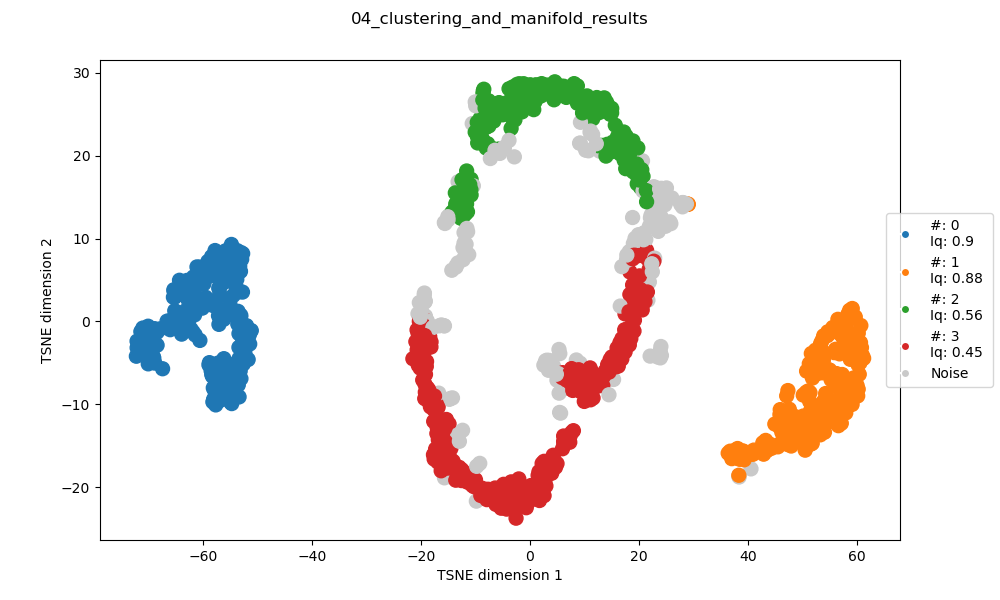 04_clustering_and_manifold_results
30
20
10
0
−10
−20
TSNE dimension 2
−60
−40
−20
0
20
40
60
TSNE dimension 1
#: 0
Iq: 0.9
#: 1
Iq: 0.88
#: 2
Iq: 0.56
#: 3
Iq: 0.45
Noise